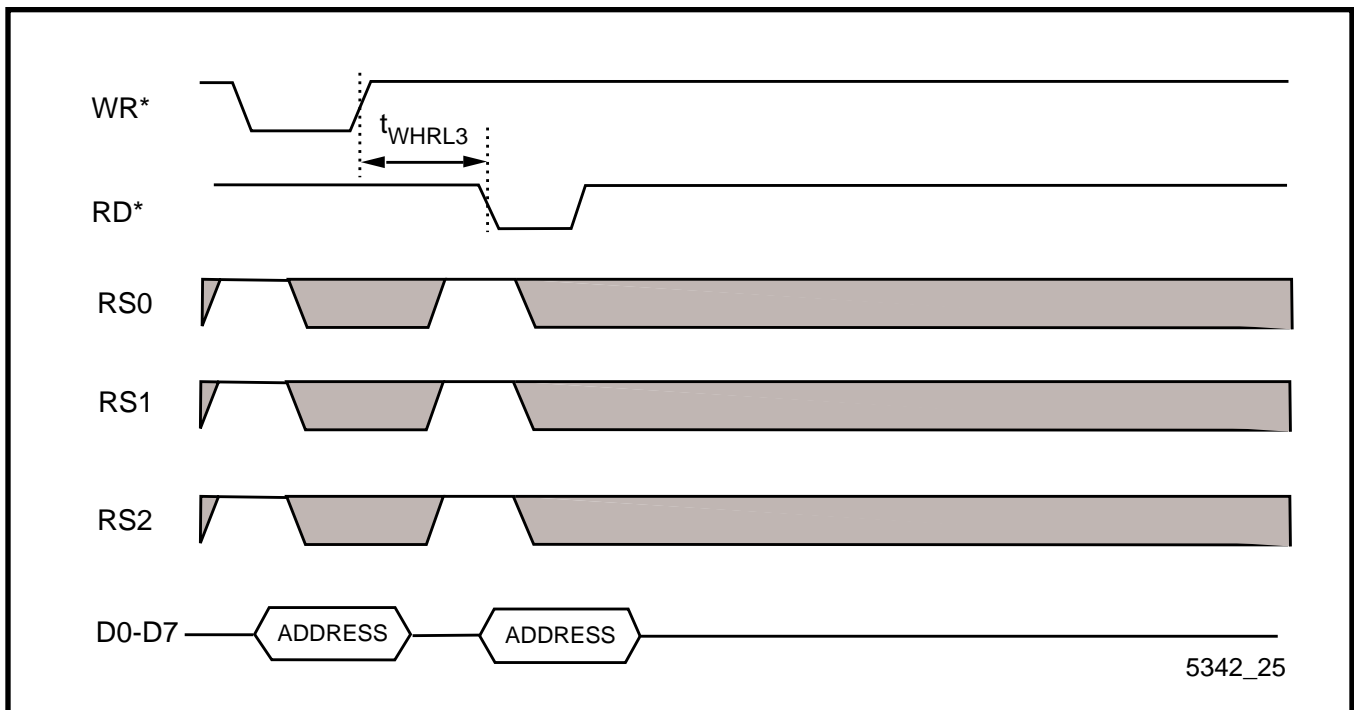 WR*
tWHRL3
RD*
RS0
RS1
RS2
D0-D7 ADDRESS ADDRESS
5342_25